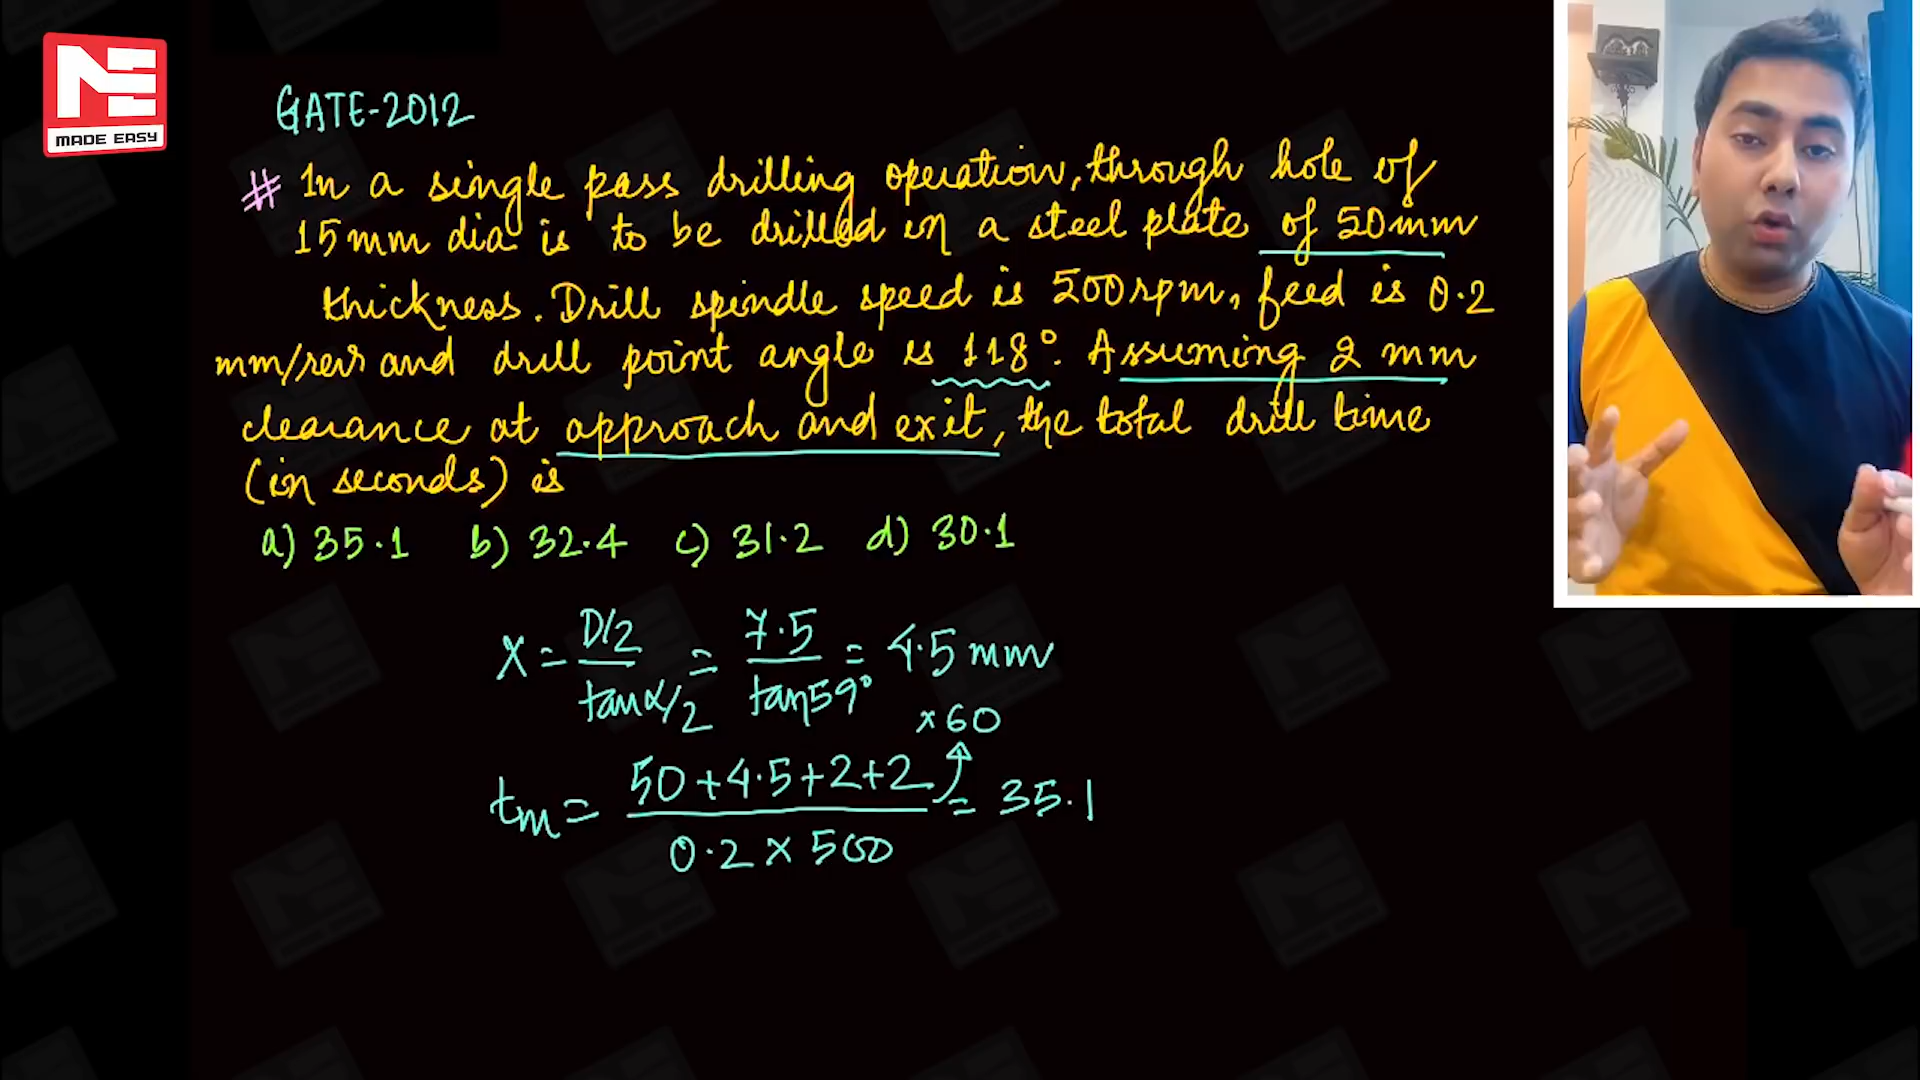 MADE EASY
GATE-2012
# In a single pass drilling operation, through hole of
15mm dia is to be drilled in a steel plate of 50mm
thickness. Drill spindle speed is 500rpm, feed is 0.2
mm/rev and drill point angle is 118°. Assuming 2 mm
clearance at approach and exit, the total drill time
(in seconds) is
a) 35.1 b) 32.4 c) 31.2 d) 30.1
X = D/2 / tan α/2 = 7.5 / tan59° = 4.5 mm
×60
tm = 50+4.5+2+2 / 0.2 × 500 = 35.1